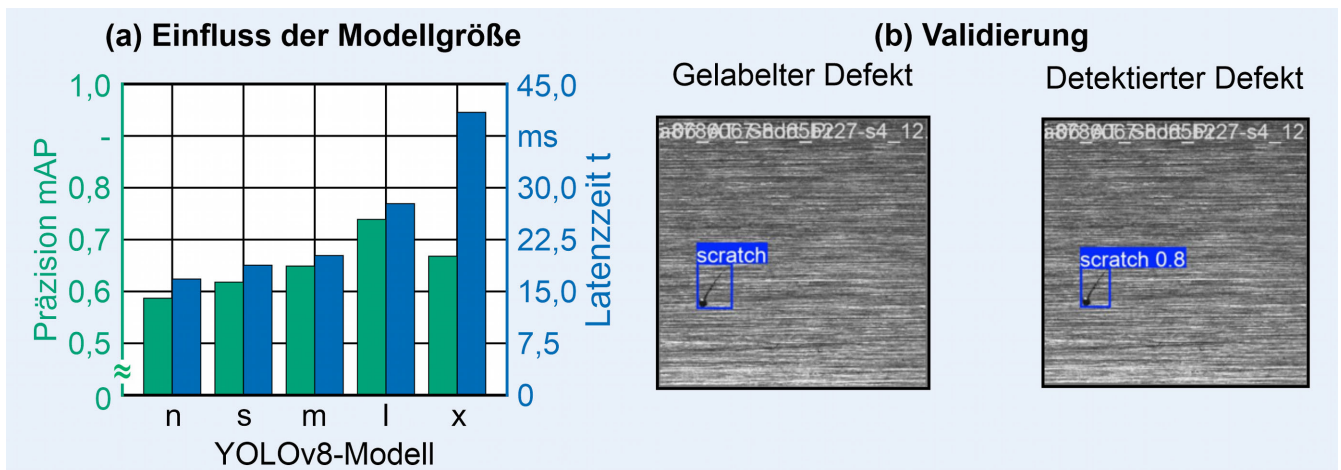 (a) Einfluss der Modellgröße
Präzision mAP
1,0
-
0,8
0,7
0,6
0,5
≈
0
45,0
ms
30,0
22,5
15,0
7,5
0
Latenzzeit t
n s m l x
YOLOv8-Modell
(b) Validierung
Gelabelter Defekt
scratch
Detektierter Defekt
scratch 0.8